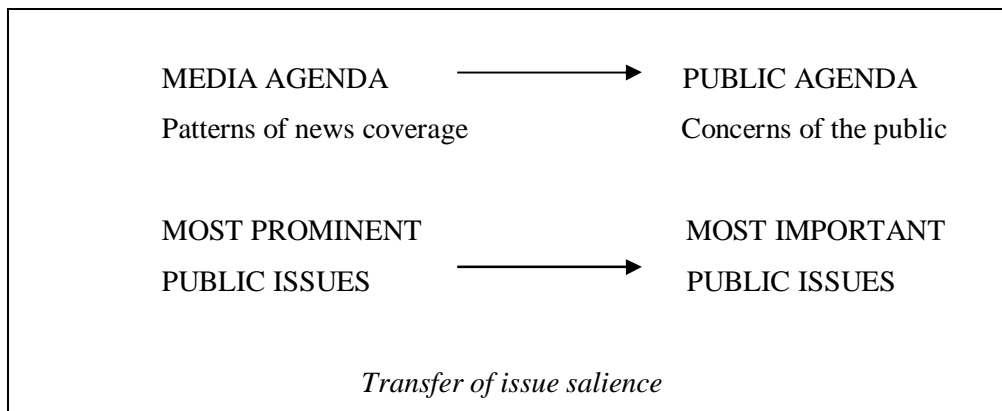 MEDIA AGENDA PUBLIC AGENDA
Patterns of news coverage Concerns of the public
MOST PROMINENT MOST IMPORTANT
PUBLIC ISSUES PUBLIC ISSUES
Transfer of issue salience